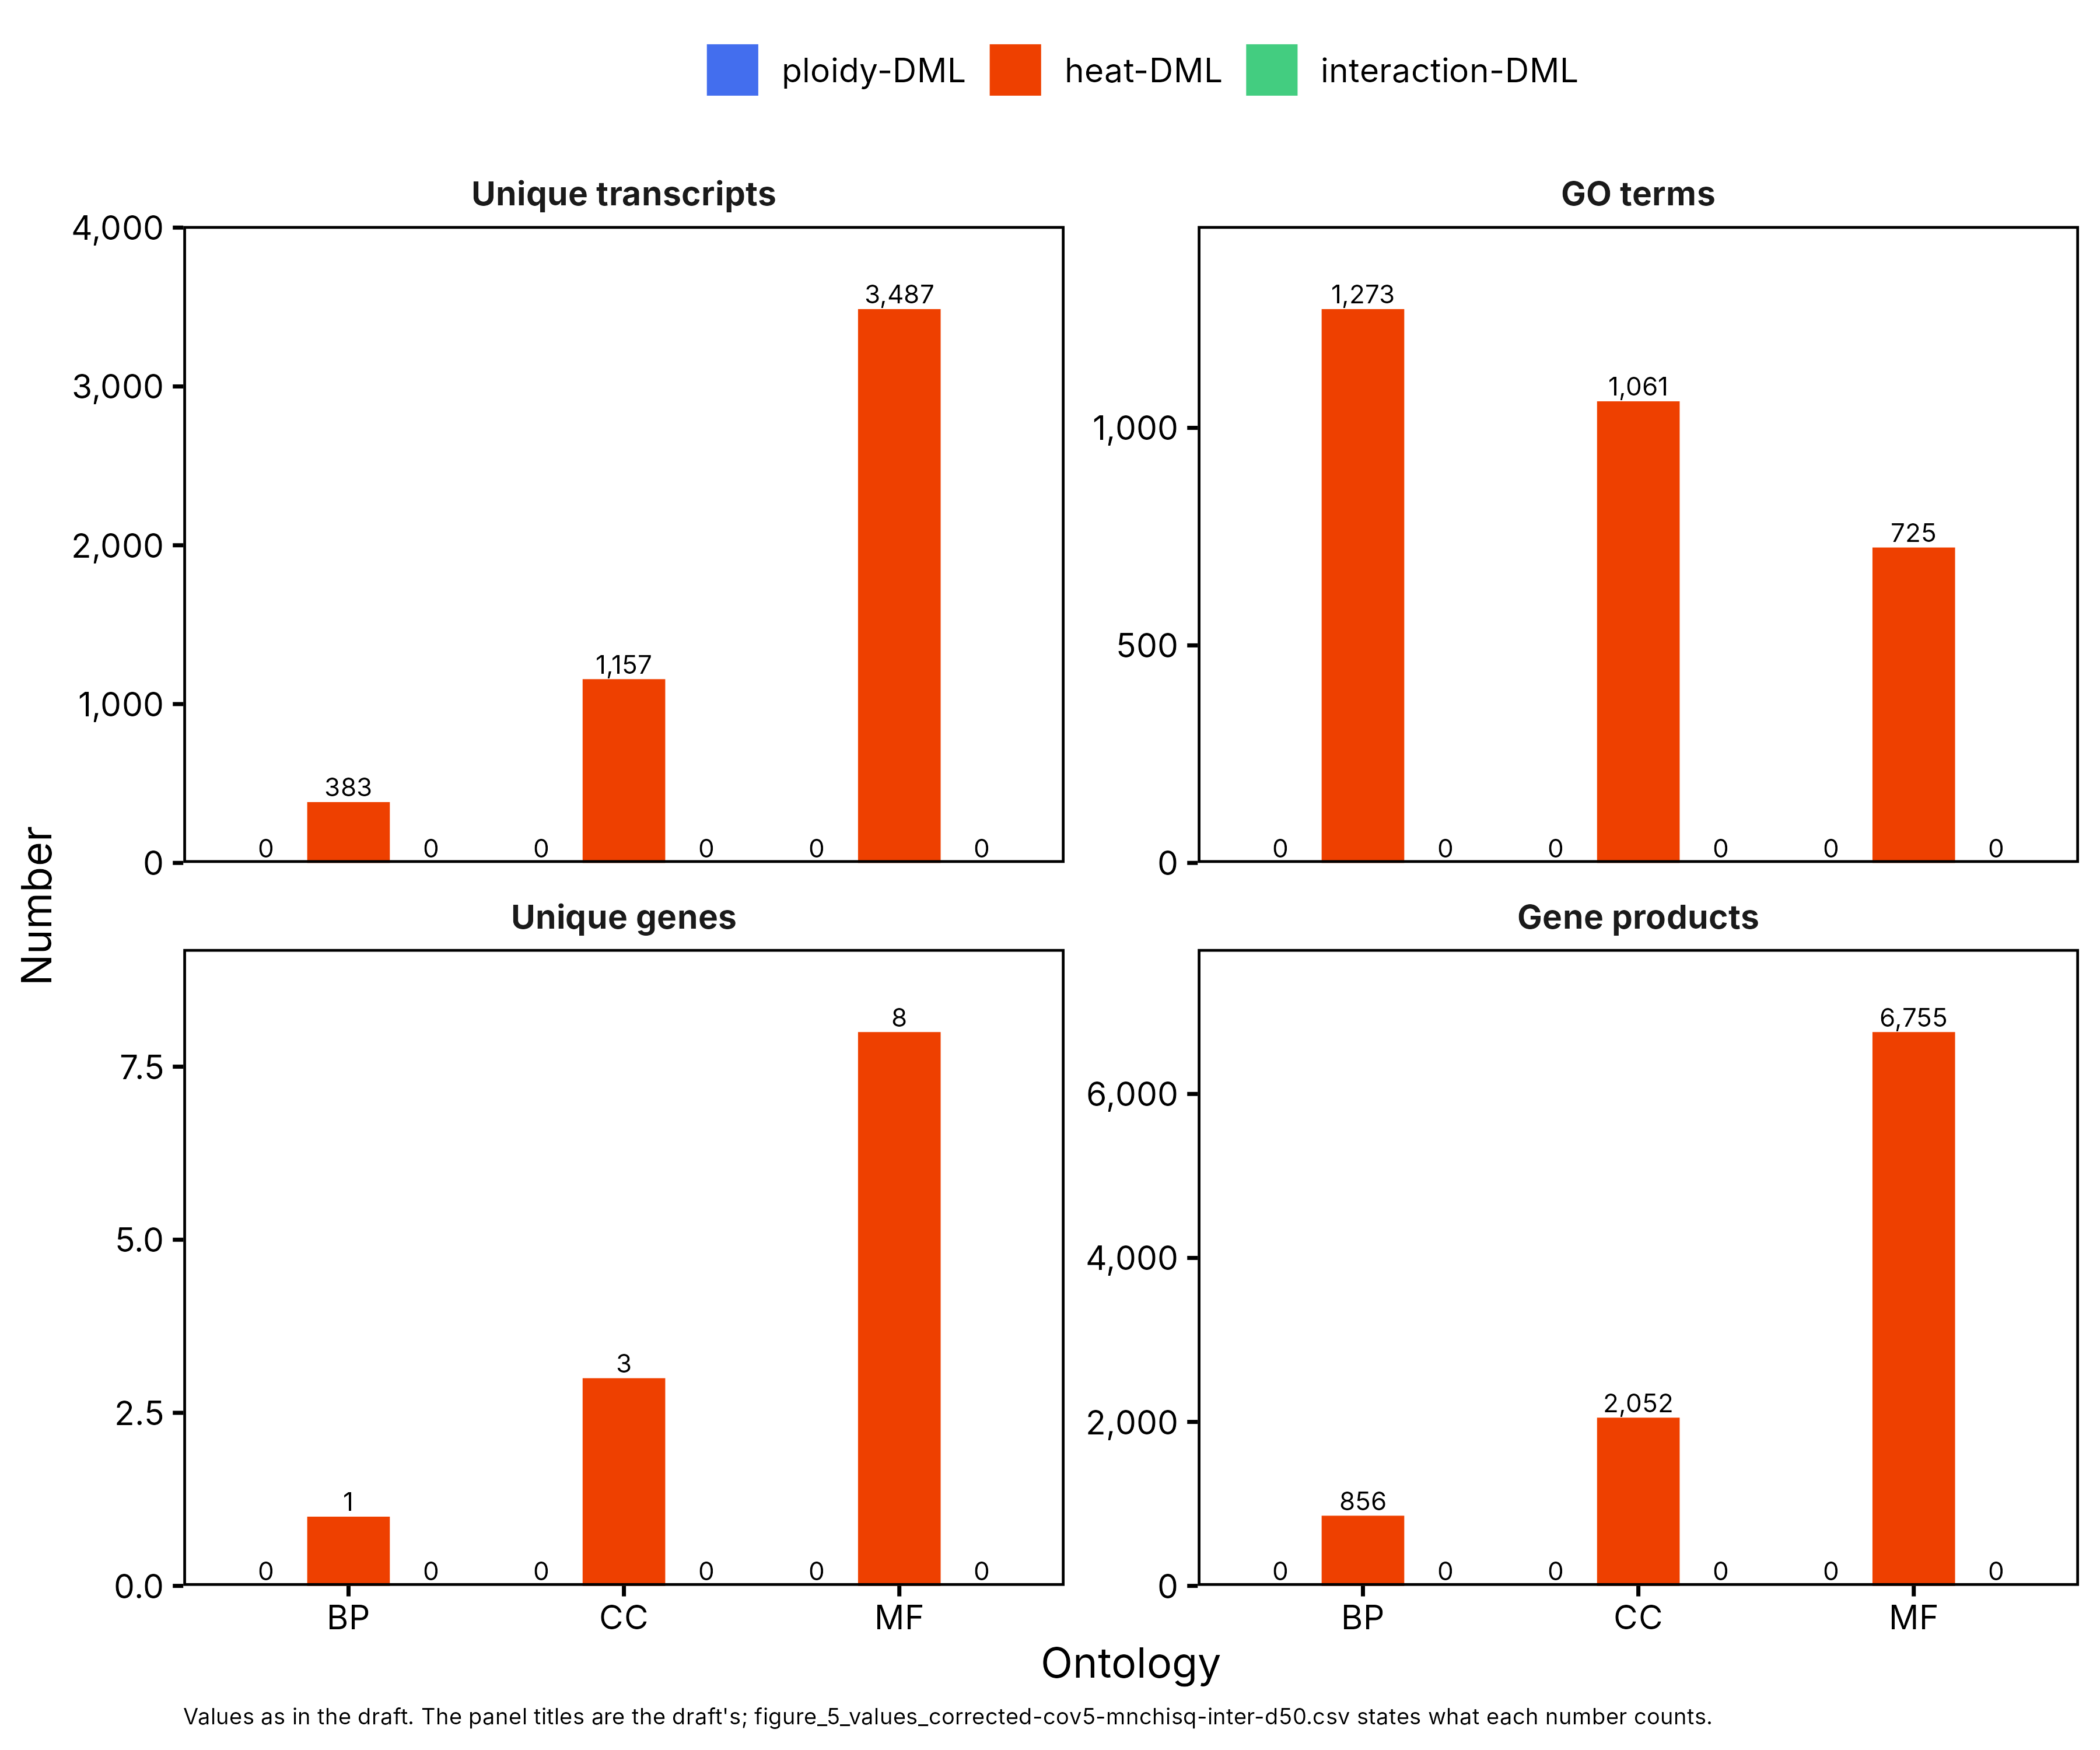 ploidy-DML heat-DML interaction-DML
Unique transcripts
4,000
3,000
2,000
1,000
0
383
1,157
3,487
0 0 0 0 0 0
GO terms
1,000
500
0
1,273
1,061
725
0 0 0 0 0 0
Number
Unique genes
7.5
5.0
2.5
0.0
1
3
8
0 0 0 0 0 0
BP CC MF
Gene products
6,000
4,000
2,000
0
856
2,052
6,755
0 0 0 0 0 0
BP CC MF
Ontology
Values as in the draft. The panel titles are the draft's; figure_5_values_corrected-cov5-mnchisq-inter-d50.csv states what each number counts.